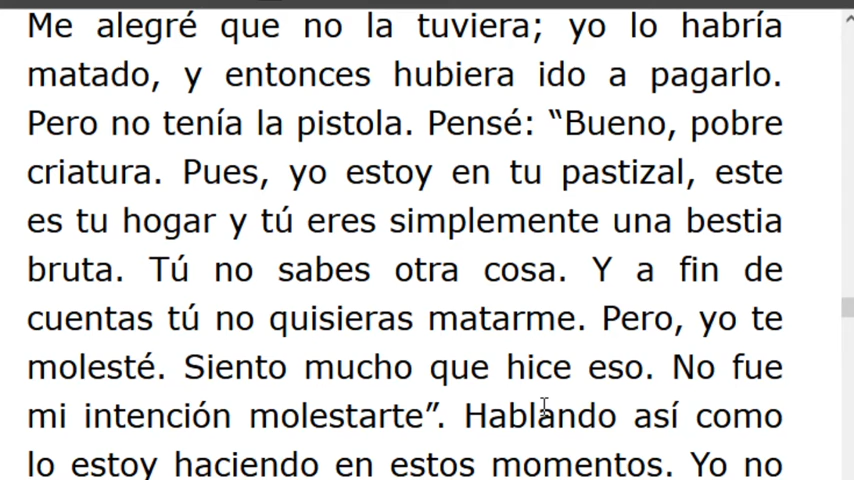 Me alegré que no la tuviera; yo lo habría
matado, y entonces hubiera ido a pagarlo.
Pero no tenía la pistola. Pensé: “Bueno, pobre
criatura. Pues, yo estoy en tu pastizal, este
es tu hogar y tú eres simplemente una bestia
bruta. Tú no sabes otra cosa. Y a fin de
cuentas tú no quisieras matarme. Pero, yo te
molesté. Siento mucho que hice eso. No fue
mi intención molestarte”. Hablando así como
lo estoy haciendo en estos momentos. Yo no